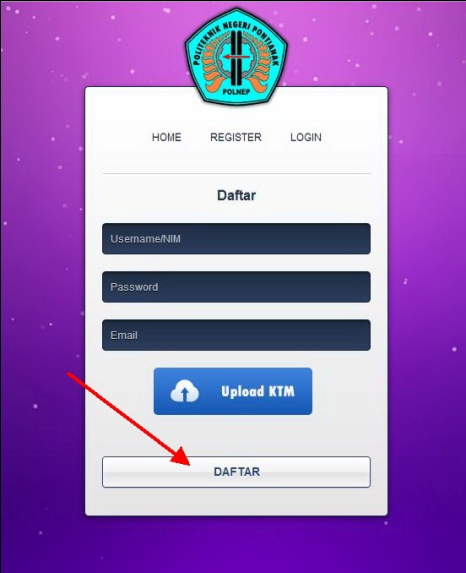 POLITEKNIK NEGERI PONTIANAK
POLNEP
HOME REGISTER LOGIN
Daftar
Username/NIM
Password
Email
Upload KTM
DAFTAR